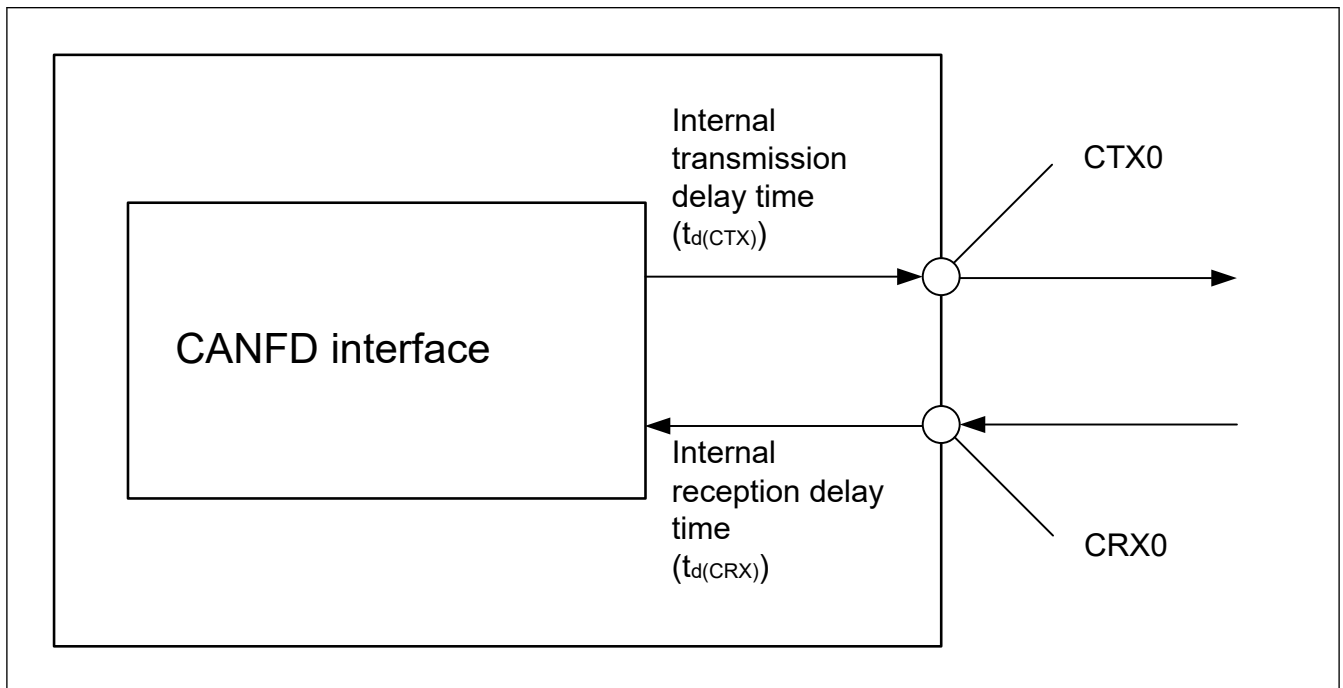 Internal
transmission
delay time
(td(CTX))
CTX0
CANFD interface
Internal
reception delay
time
(td(CRX))
CRX0